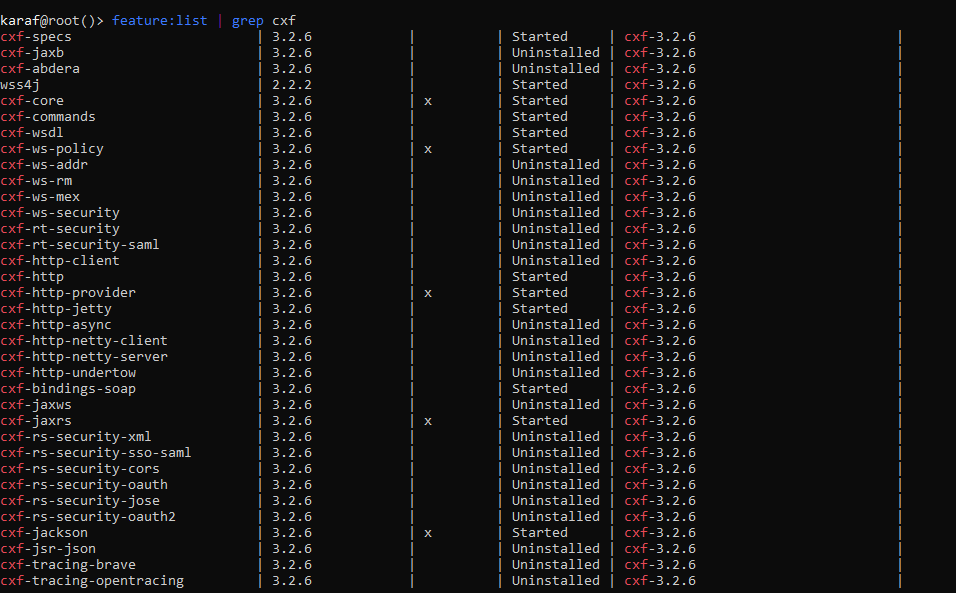 karaf@root()> feature:list | grep cxf
cxf-specs | 3.2.6 | | Started | cxf-3.2.6 |
cxf-jaxb | 3.2.6 | | Uninstalled | cxf-3.2.6 |
cxf-abdera | 3.2.6 | | Uninstalled | cxf-3.2.6 |
wss4j | 2.2.2 | | Started | cxf-3.2.6 |
cxf-core | 3.2.6 | x | Started | cxf-3.2.6 |
cxf-commands | 3.2.6 | | Started | cxf-3.2.6 |
cxf-wsdl | 3.2.6 | | Started | cxf-3.2.6 |
cxf-ws-policy | 3.2.6 | x | Started | cxf-3.2.6 |
cxf-ws-addr | 3.2.6 | | Uninstalled | cxf-3.2.6 |
cxf-ws-rm | 3.2.6 | | Uninstalled | cxf-3.2.6 |
cxf-ws-mex | 3.2.6 | | Uninstalled | cxf-3.2.6 |
cxf-ws-security | 3.2.6 | | Uninstalled | cxf-3.2.6 |
cxf-rt-security | 3.2.6 | | Uninstalled | cxf-3.2.6 |
cxf-rt-security-saml | 3.2.6 | | Uninstalled | cxf-3.2.6 |
cxf-http-client | 3.2.6 | | Uninstalled | cxf-3.2.6 |
cxf-http | 3.2.6 | | Started | cxf-3.2.6 |
cxf-http-provider | 3.2.6 | x | Started | cxf-3.2.6 |
cxf-http-jetty | 3.2.6 | | Started | cxf-3.2.6 |
cxf-http-async | 3.2.6 | | Uninstalled | cxf-3.2.6 |
cxf-http-netty-client | 3.2.6 | | Uninstalled | cxf-3.2.6 |
cxf-http-netty-server | 3.2.6 | | Uninstalled | cxf-3.2.6 |
cxf-http-undertow | 3.2.6 | | Uninstalled | cxf-3.2.6 |
cxf-bindings-soap | 3.2.6 | | Started | cxf-3.2.6 |
cxf-jaxws | 3.2.6 | | Uninstalled | cxf-3.2.6 |
cxf-jaxrs | 3.2.6 | x | Started | cxf-3.2.6 |
cxf-rs-security-xml | 3.2.6 | | Uninstalled | cxf-3.2.6 |
cxf-rs-security-sso-saml | 3.2.6 | | Uninstalled | cxf-3.2.6 |
cxf-rs-security-cors | 3.2.6 | | Uninstalled | cxf-3.2.6 |
cxf-rs-security-oauth | 3.2.6 | | Uninstalled | cxf-3.2.6 |
cxf-rs-security-jose | 3.2.6 | | Uninstalled | cxf-3.2.6 |
cxf-rs-security-oauth2 | 3.2.6 | | Uninstalled | cxf-3.2.6 |
cxf-jackson | 3.2.6 | x | Started | cxf-3.2.6 |
cxf-jsr-json | 3.2.6 | | Uninstalled | cxf-3.2.6 |
cxf-tracing-brave | 3.2.6 | | Uninstalled | cxf-3.2.6 |
cxf-tracing-opentracing | 3.2.6 | | Uninstalled | cxf-3.2.6 |